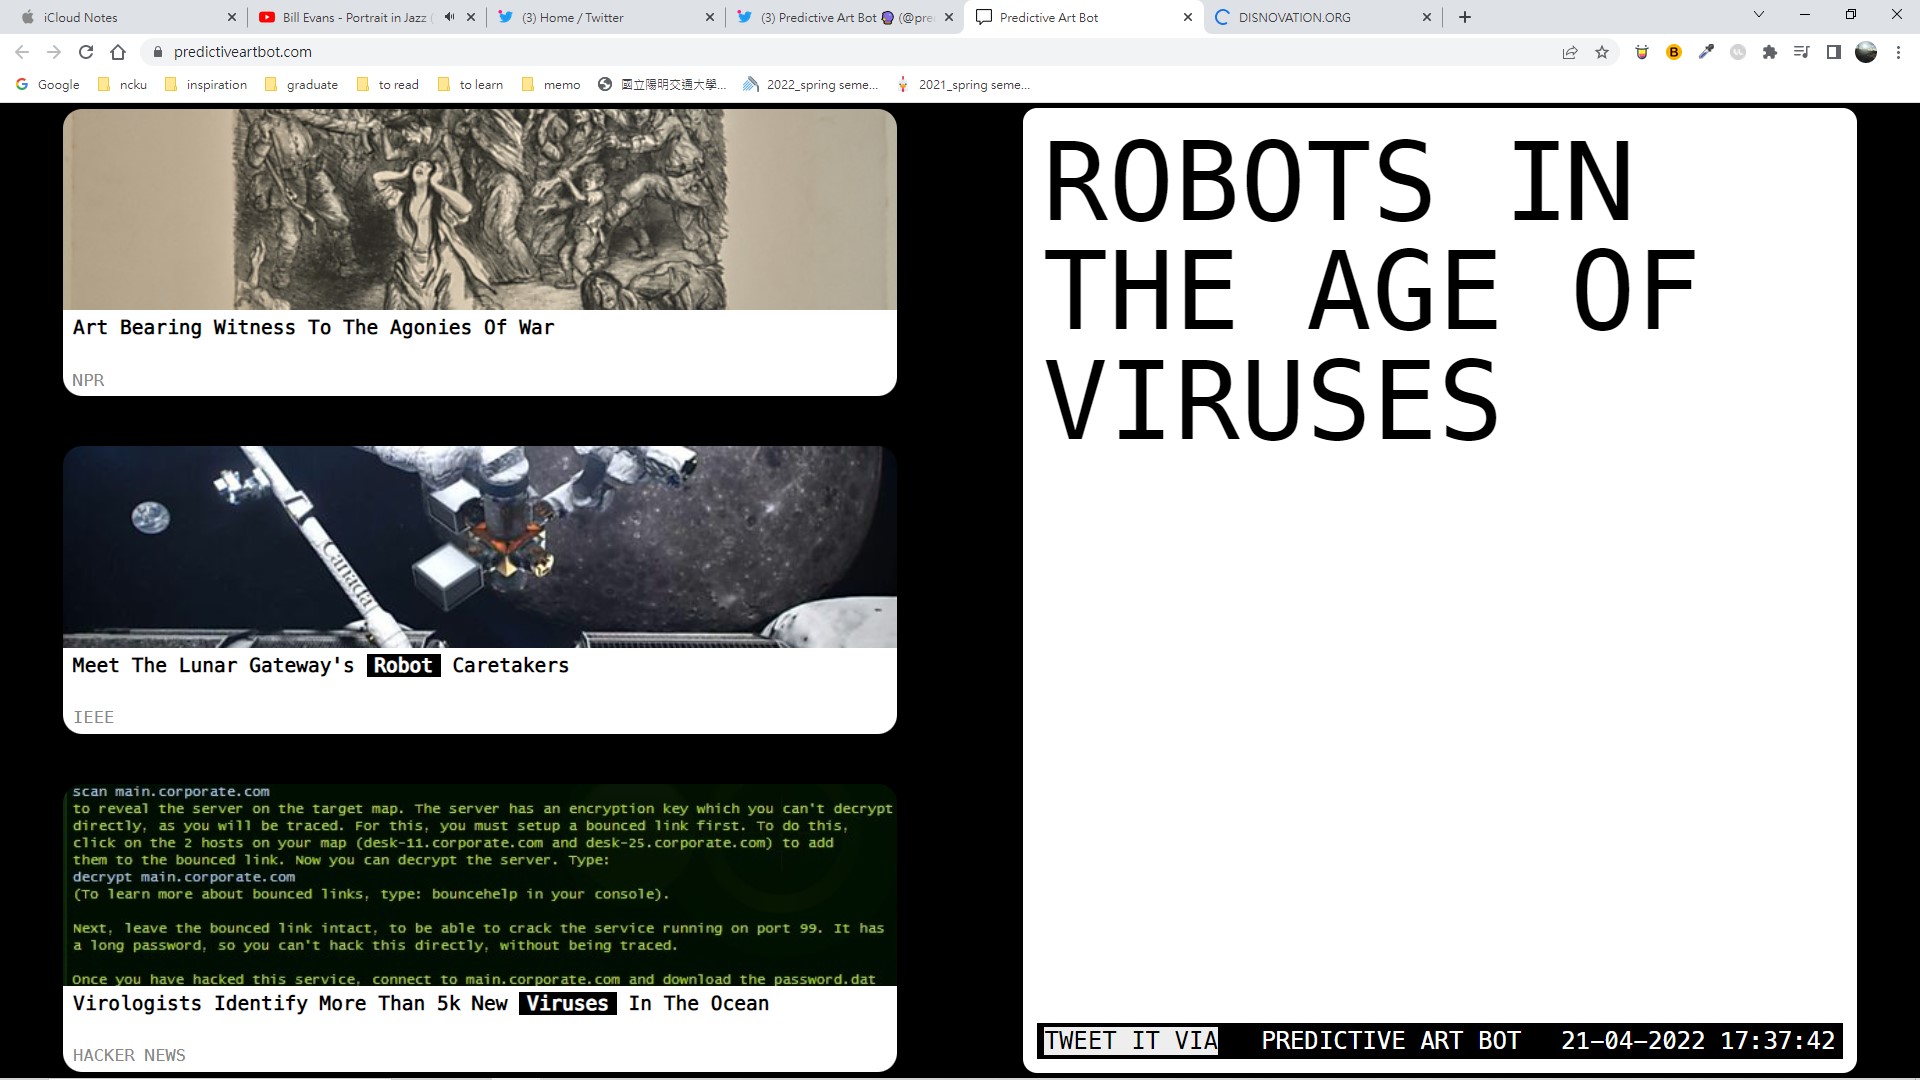 iCloud Notes
Bill Evans - Portrait in Jazz (
(3) Home / Twitter
(3) Predictive Art Bot 🔮 (@pre
Predictive Art Bot
DISNOVATION.ORG
predictiveartbot.com
Google
ncku
inspiration
graduate
to read
to learn
memo
國立陽明交通大學...
2022_spring seme...
2021_spring seme...
Art Bearing Witness To The Agonies Of War
NPR
Canada
Meet The Lunar Gateway's Robot Caretakers
IEEE
scan main.corporate.com
to reveal the server on the target map. The server has an encryption key which you can't decrypt
directly, as you will be traced. For this, you must setup a bounced link first. To do this,
click on the 2 hosts on your map (desk-11.corporate.com and desk-25.corporate.com) to add
them to the bounced link. Now you can decrypt the server. Type:
decrypt main.corporate.com
(To learn more about bounced links, type: bouncehelp in your console).
Next, leave the bounced link intact, to be able to crack the service running on port 99. It has
a long password, so you can't hack this directly, without being traced.
Once you have hacked this service, connect to main.corporate.com and download the password.dat
Virologists Identify More Than 5k New Viruses In The Ocean
HACKER NEWS
ROBOTS IN
THE AGE OF
VIRUSES
TWEET IT VIA PREDICTIVE ART BOT 21-04-2022 17:37:42